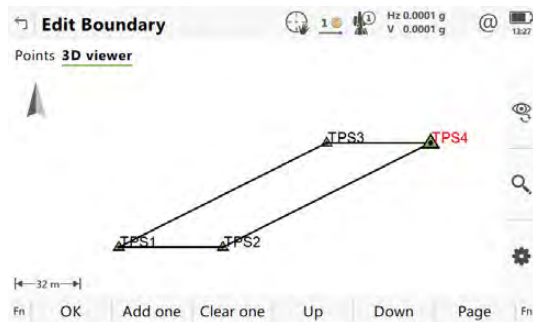 Edit Boundary
1
1
Hz 0.0001 g
V 0.0001 g
@
13:27
Points 3D viewer
TPS3
TPS4
TPS1
TPS2
32 m
Fn OK Add one Clear one Up Down Page Fn